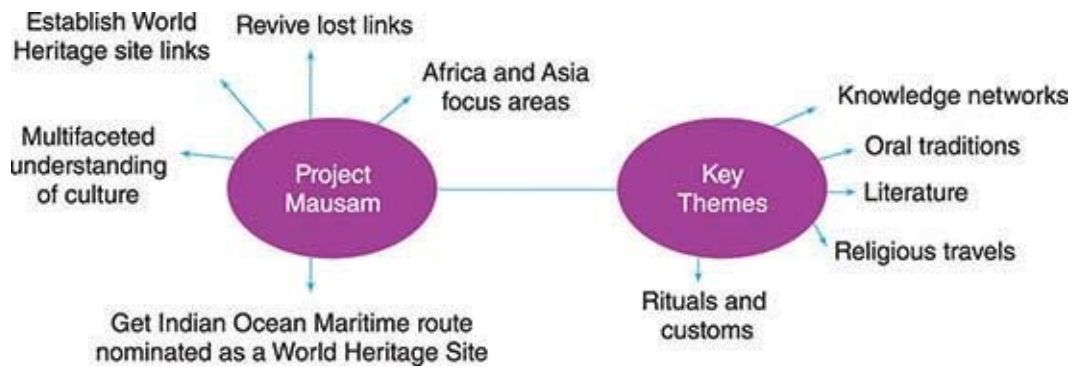 Establish World
Heritage site links
Revive lost links
Africa and Asia
focus areas
Multifaceted
understanding
of culture
Project
Mausam
Get Indian Ocean Maritime route
nominated as a World Heritage Site
Key
Themes
Knowledge networks
Oral traditions
Literature
Religious travels
Rituals and
customs